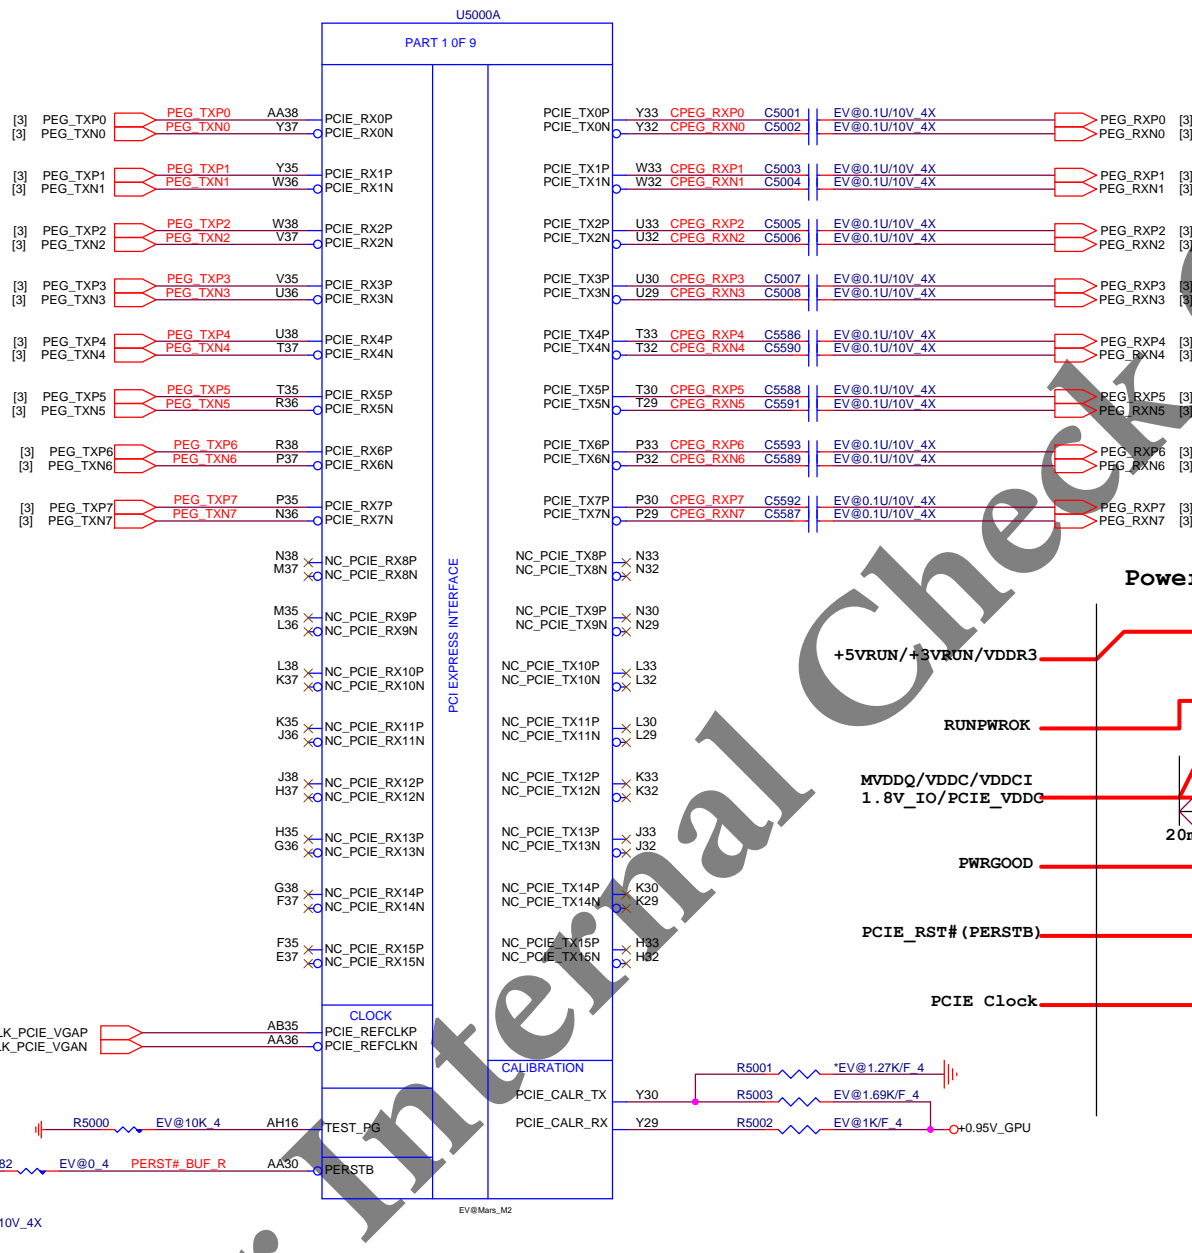 U5000A
PART 1 0F 9
[3] PEG_TXP0 PEG_TXP0 AA38 PCIE_RX0P PCIE_TX0P Y33 CPEG_RXP0 C5001 EV@0.1U/10V_4X PEG_RXP0 [3]
[3] PEG_TXN0 PEG_TXN0 Y37 PCIE_RX0N PCIE_TX0N Y32 CPEG_RXN0 C5002 EV@0.1U/10V_4X PEG_RXN0 [3]
[3] PEG_TXP1 PEG_TXP1 Y35 PCIE_RX1P PCIE_TX1P W33 CPEG_RXP1 C5003 EV@0.1U/10V_4X PEG_RXP1 [3]
[3] PEG_TXN1 PEG_TXN1 W36 PCIE_RX1N PCIE_TX1N W32 CPEG_RXN1 C5004 EV@0.1U/10V_4X PEG_RXN1 [3]
[3] PEG_TXP2 PEG_TXP2 W38 PCIE_RX2P PCIE_TX2P U33 CPEG_RXP2 C5005 EV@0.1U/10V_4X PEG_RXP2 [3]
[3] PEG_TXN2 PEG_TXN2 V37 PCIE_RX2N PCIE_TX2N U32 CPEG_RXN2 C5006 EV@0.1U/10V_4X PEG_RXN2 [3]
[3] PEG_TXP3 PEG_TXP3 V35 PCIE_RX3P PCIE_TX3P U30 CPEG_RXP3 C5007 EV@0.1U/10V_4X PEG_RXP3 [3]
[3] PEG_TXN3 PEG_TXN3 U36 PCIE_RX3N PCIE_TX3N U29 CPEG_RXN3 C5008 EV@0.1U/10V_4X PEG_RXN3 [3]
[3] PEG_TXP4 PEG_TXP4 U38 PCIE_RX4P PCIE_TX4P T33 CPEG_RXP4 C5586 EV@0.1U/10V_4X PEG_RXP4 [3]
[3] PEG_TXN4 PEG_TXN4 T37 PCIE_RX4N PCIE_TX4N T32 CPEG_RXN4 C5590 EV@0.1U/10V_4X PEG_RXN4 [3]
[3] PEG_TXP5 PEG_TXP5 T35 PCIE_RX5P PCIE_TX5P T30 CPEG_RXP5 C5588 EV@0.1U/10V_4X PEG_RXP5 [3]
[3] PEG_TXN5 PEG_TXN5 R36 PCIE_RX5N PCIE_TX5N T29 CPEG_RXN5 C5591 EV@0.1U/10V_4X PEG_RXN5 [3]
[3] PEG_TXP6 PEG_TXP6 R38 PCIE_RX6P PCIE_TX6P P33 CPEG_RXP6 C5593 EV@0.1U/10V_4X PEG_RXP6 [3]
[3] PEG_TXN6 PEG_TXN6 P37 PCIE_RX6N PCIE_TX6N P32 CPEG_RXN6 C5589 EV@0.1U/10V_4X PEG_RXN6 [3]
[3] PEG_TXP7 PEG_TXP7 P35 PCIE_RX7P PCIE_TX7P P30 CPEG_RXP7 C5592 EV@0.1U/10V_4X PEG_RXP7 [3]
[3] PEG_TXN7 PEG_TXN7 N36 PCIE_RX7N PCIE_TX7N P29 CPEG_RXN7 C5587 EV@0.1U/10V_4X PEG_RXN7 [3]
N38 NC_PCIE_RX8P NC_PCIE_TX8P N33
M37 NC_PCIE_RX8N NC_PCIE_TX8N N32
M35 NC_PCIE_RX9P NC_PCIE_TX9P N30
L36 NC_PCIE_RX9N NC_PCIE_TX9N N29
L38 NC_PCIE_RX10P NC_PCIE_TX10P L33
K37 NC_PCIE_RX10N NC_PCIE_TX10N L32
K35 NC_PCIE_RX11P NC_PCIE_TX11P L30
J36 NC_PCIE_RX11N NC_PCIE_TX11N L29
J38 NC_PCIE_RX12P NC_PCIE_TX12P K33
H37 NC_PCIE_RX12N NC_PCIE_TX12N K32
H35 NC_PCIE_RX13P NC_PCIE_TX13P J33
G36 NC_PCIE_RX13N NC_PCIE_TX13N J32
G38 NC_PCIE_RX14P NC_PCIE_TX14P K30
F37 NC_PCIE_RX14N NC_PCIE_TX14N K29
F35 NC_PCIE_RX15P NC_PCIE_TX15P H33
E37 NC_PCIE_RX15N NC_PCIE_TX15N H32
PCI EXPRESS INTERFACE
CLOCK
LK_PCIE_VGAP AB35 PCIE_REFCLKP
LK_PCIE_VGAN AA36 PCIE_REFCLKN
CALIBRATION
R5001 *EV@1.27K/F_4
PCIE_CALR_TX Y30 R5003 EV@1.69K/F_4
PCIE_CALR_RX Y29 R5002 EV@1K/F_4 +0.95V_GPU
R5000 EV@10K_4 AH16 TEST_PG
82 EV@0_4 PERST#_BUF_R AA30 PERSTB
EV@Mars_M2
10V_4X
Power
+5VRUN/+3VRUN/VDDR3
RUNPWROK
MVDDQ/VDDC/VDDCI
1.8V_IO/PCIE_VDDC
20m
PWRGOOD
PCIE_RST#(PERSTB)
PCIE Clock
Internal Check